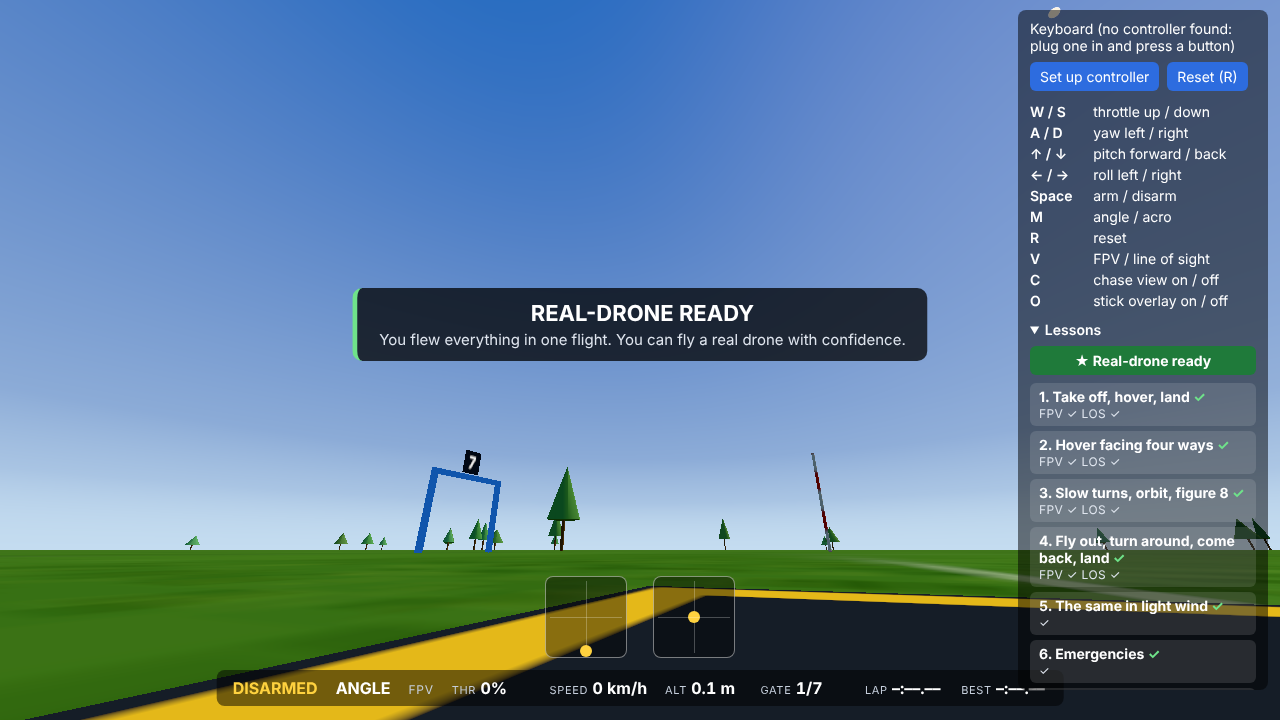 Keyboard (no controller found:
plug one in and press a button)
Set up controller Reset (R)
W / S throttle up / down
A / D yaw left / right
↑ / ↓ pitch forward / back
← / → roll left / right
Space arm / disarm
M angle / acro
R reset
V FPV / line of sight
C chase view on / off
O stick overlay on / off
▼ Lessons
★ Real-drone ready
1. Take off, hover, land ✓
FPV ✓ LOS ✓
2. Hover facing four ways ✓
FPV ✓ LOS ✓
3. Slow turns, orbit, figure 8 ✓
FPV ✓ LOS ✓
4. Fly out, turn around, come
back, land ✓
FPV ✓ LOS ✓
5. The same in light wind ✓
✓
6. Emergencies ✓
✓
REAL-DRONE READY
You flew everything in one flight. You can fly a real drone with confidence.
7
DISARMED ANGLE FPV THR 0% SPEED 0 km/h ALT 0.1 m GATE 1/7 LAP –:––.–– BEST –:––.––